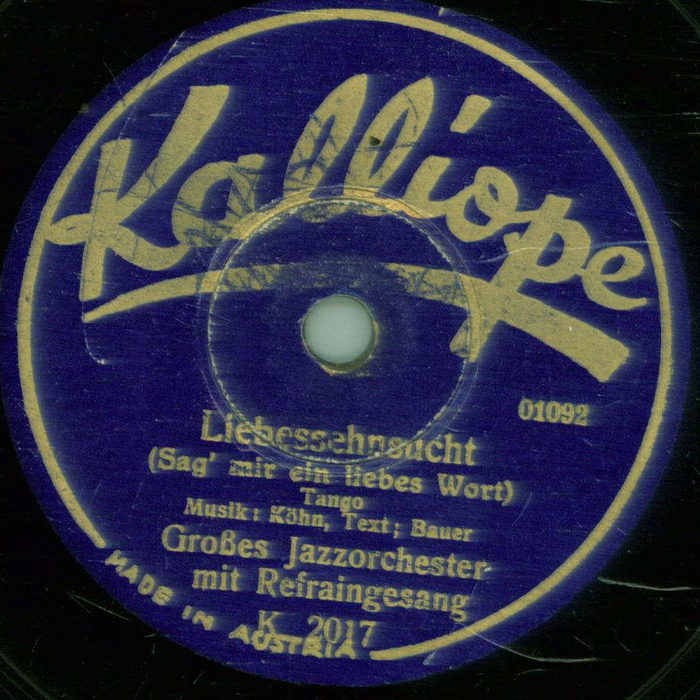 Kalliope
01092
Liebessehnsucht
(Sag' mir ein liebes Wort)
Tango
Musik: Köhn, Text; Bauer
Großes Jazzorchester
mit Refraingesang
K 2017
MADE IN AUSTRIA